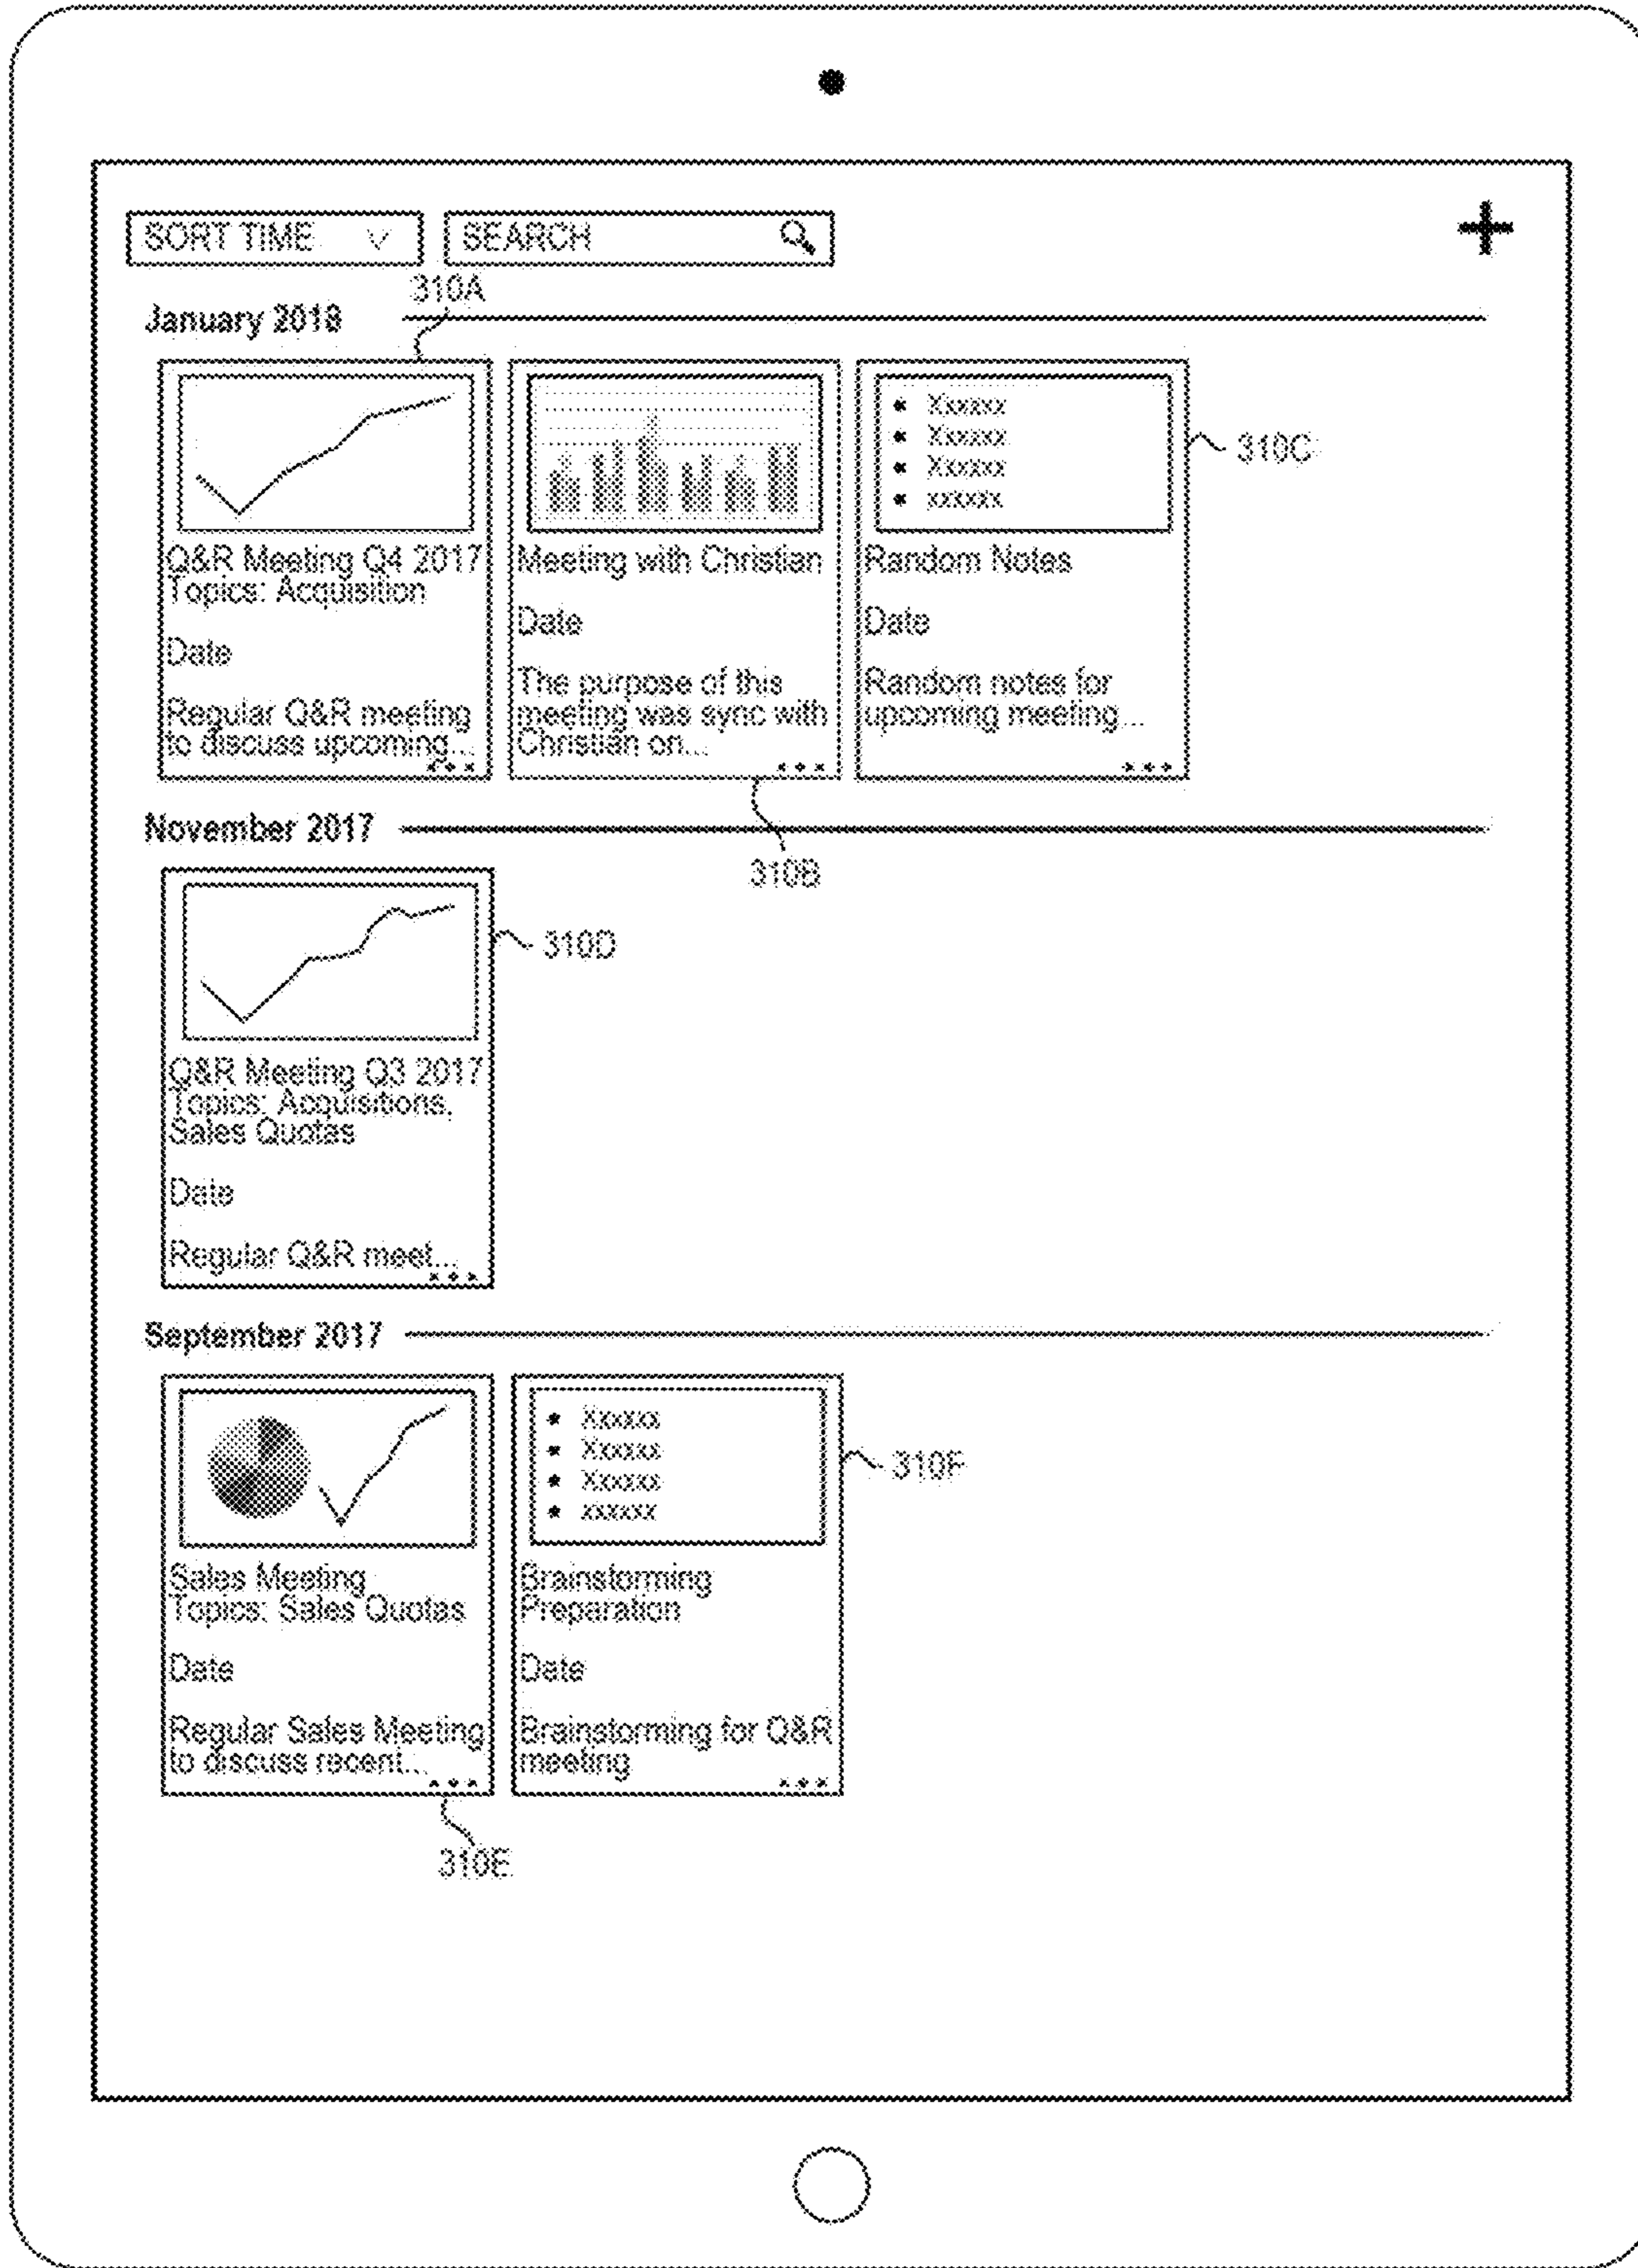 SORT TIME
SEARCH
310A
January 2018
Xxxxxx
Xxxxxx
Xxxxxx
xxxxxx
310C
Q&R Meeting Q4 2017
Topics: Acquisition
Date
Regular Q&R meeting
to discuss upcoming...
Meeting with Christian
Date
The purpose of this
meeting was sync with
Christian on...
Random Notes
Date
Random notes for
upcoming meeting...
November 2017
310B
310D
Q&R Meeting Q3 2017
Topics: Acquisitions,
Sales Quotas
Date
Regular Q&R meet...
September 2017
Xxxxxx
Xxxxxx
Xxxxxx
xxxxxx
310F
Sales Meeting
Topics: Sales Quotas
Date
Regular Sales Meeting
to discuss recent...
Brainstorming
Preparation
Date
Brainstorming for Q&R
meeting
310E